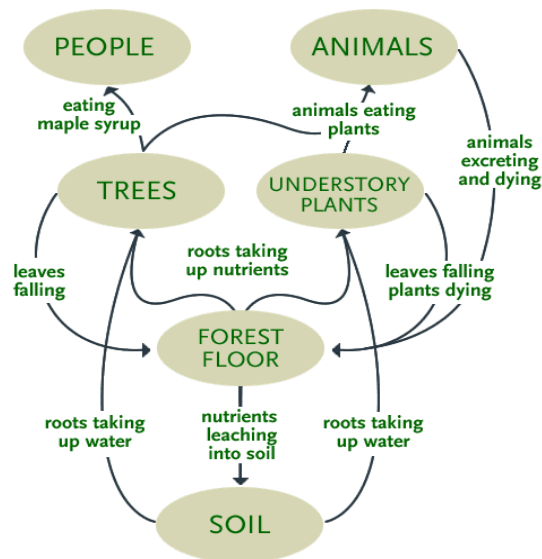 PEOPLE
ANIMALS
eating
maple syrup
animals eating
plants
animals
excreting
and dying
TREES
UNDERSTORY
PLANTS
roots taking
up nutrients
leaves
falling
leaves falling
plants dying
FOREST
FLOOR
roots taking
up water
nutrients
leaching
into soil
roots taking
up water
SOIL